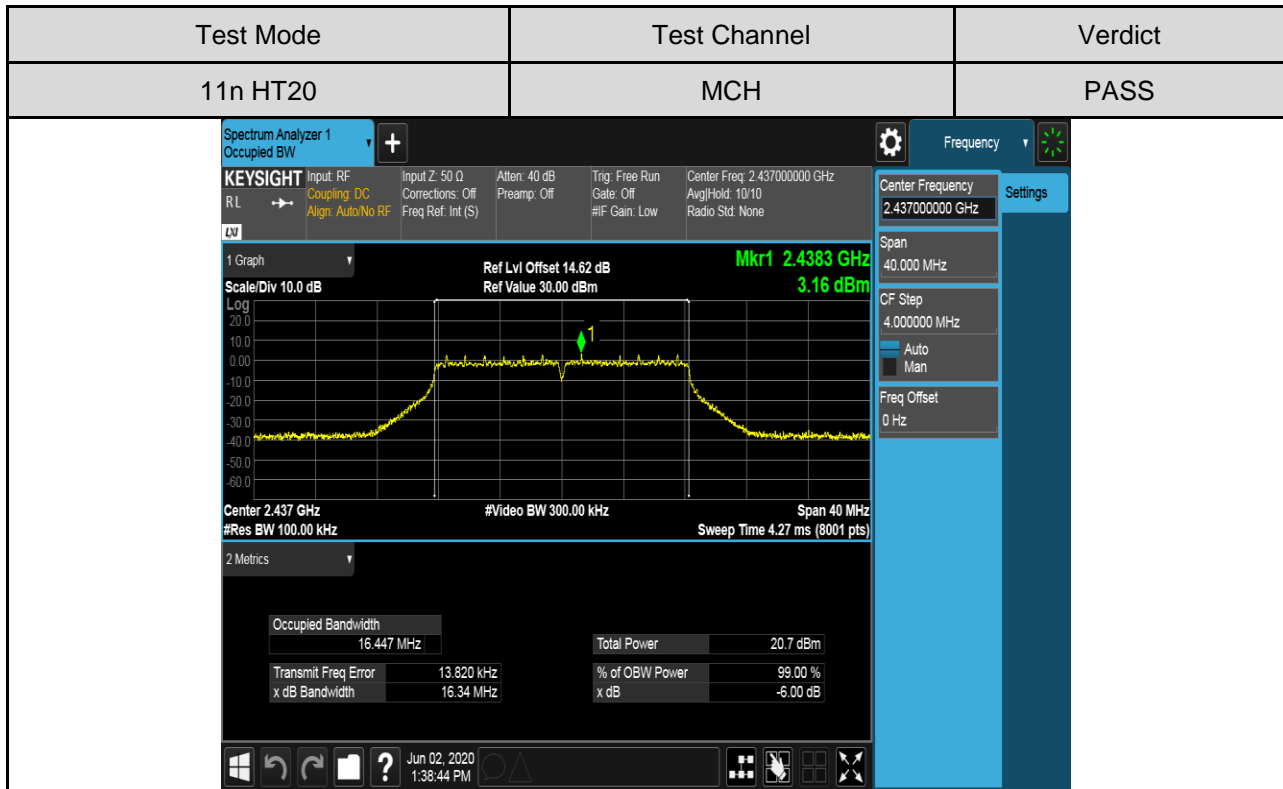 Test Mode Test Channel Verdict
11n HT20 MCH PASS
Spectrum Analyzer 1
Occupied BW
Frequency
KEYSIGHT Input: RF Input Z: 50 Ω Atten: 40 dB Trig: Free Run Center Freq: 2.437000000 GHz
RL Coupling: DC Corrections: Off Preamp: Off Gate: Off Avg|Hold: 10/10
Align: Auto/No RF Freq Ref: Int (S) #IF Gain: Low Radio Std: None
LXI
Center Frequency
2.437000000 GHz
Settings
Span
40.000 MHz
CF Step
4.000000 MHz
Auto
Man
Freq Offset
0 Hz
1 Graph Ref Lvl Offset 14.62 dB Mkr1 2.4383 GHz
Scale/Div 10.0 dB Ref Value 30.00 dBm 3.16 dBm
Log
20.0
10.0
1
0.00
-10.0
-20.0
-30.0
-40.0
-50.0
-60.0
Center 2.437 GHz #Video BW 300.00 kHz Span 40 MHz
#Res BW 100.00 kHz Sweep Time 4.27 ms (8001 pts)
2 Metrics
Occupied Bandwidth
16.447 MHz Total Power 20.7 dBm
Transmit Freq Error 13.820 kHz % of OBW Power 99.00 %
x dB Bandwidth 16.34 MHz x dB -6.00 dB
? Jun 02, 2020
1:38:44 PM